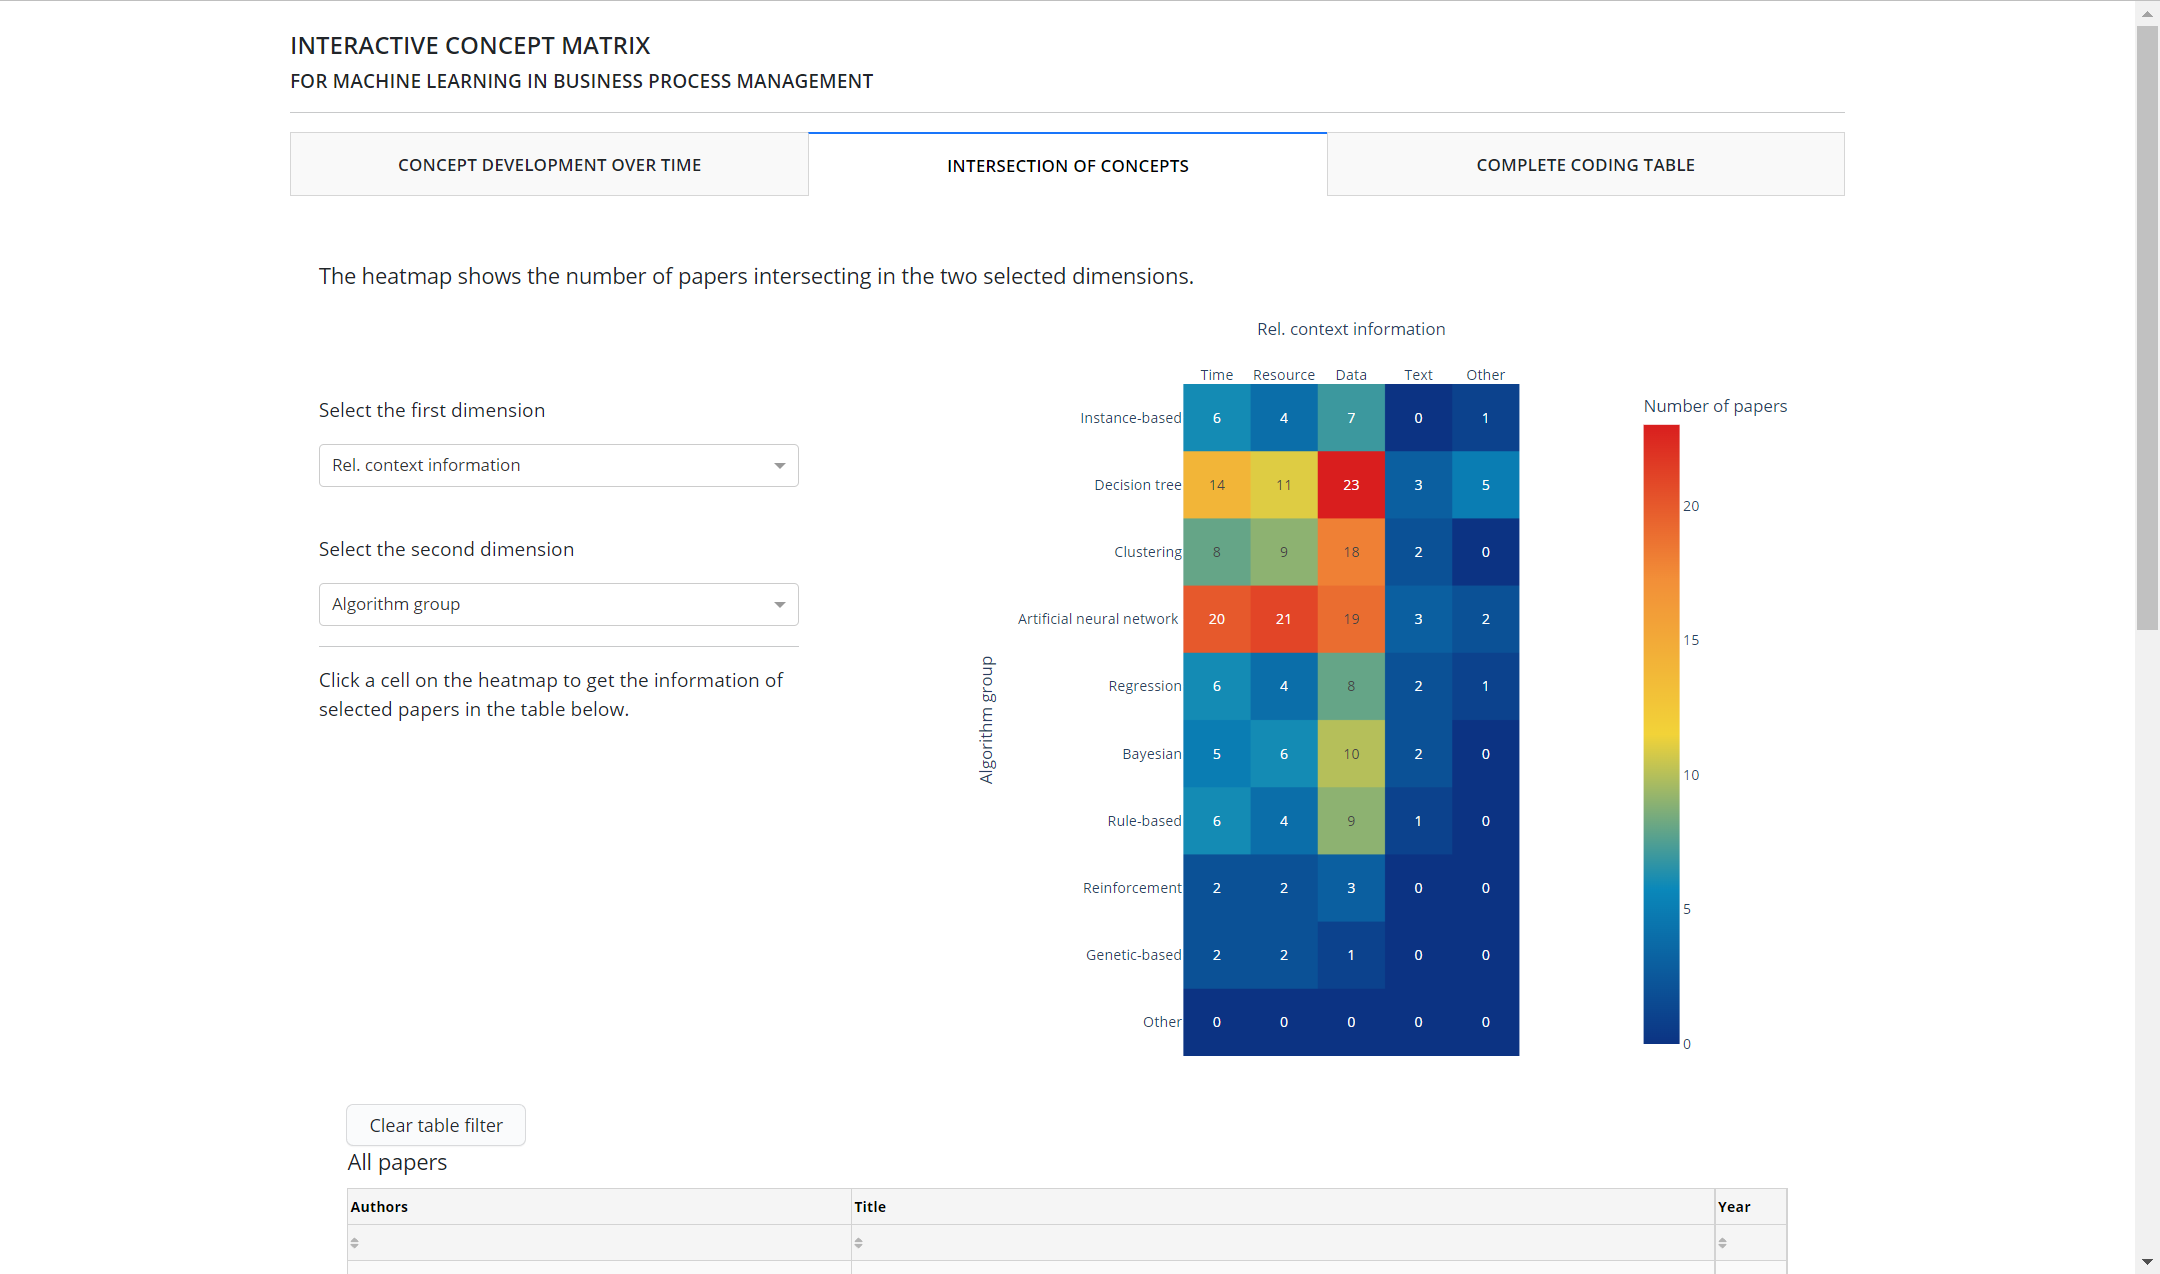 INTERACTIVE CONCEPT MATRIX
FOR MACHINE LEARNING IN BUSINESS PROCESS MANAGEMENT
CONCEPT DEVELOPMENT OVER TIME
INTERSECTION OF CONCEPTS
COMPLETE CODING TABLE
The heatmap shows the number of papers intersecting in the two selected dimensions.
Select the first dimension
Rel. context information
Select the second dimension
Algorithm group
Click a cell on the heatmap to get the information of
selected papers in the table below.
Rel. context information
Time Resource Data Text Other
Algorithm group
Instance-based 6 4 7 0 1
Decision tree 14 11 23 3 5
Clustering 8 9 18 2 0
Artificial neural network 20 21 19 3 2
Regression 6 4 8 2 1
Bayesian 5 6 10 2 0
Rule-based 6 4 9 1 0
Reinforcement 2 2 3 0 0
Genetic-based 2 2 1 0 0
Other 0 0 0 0 0
Number of papers
20
15
10
5
0
Clear table filter
All papers
Authors Title Year